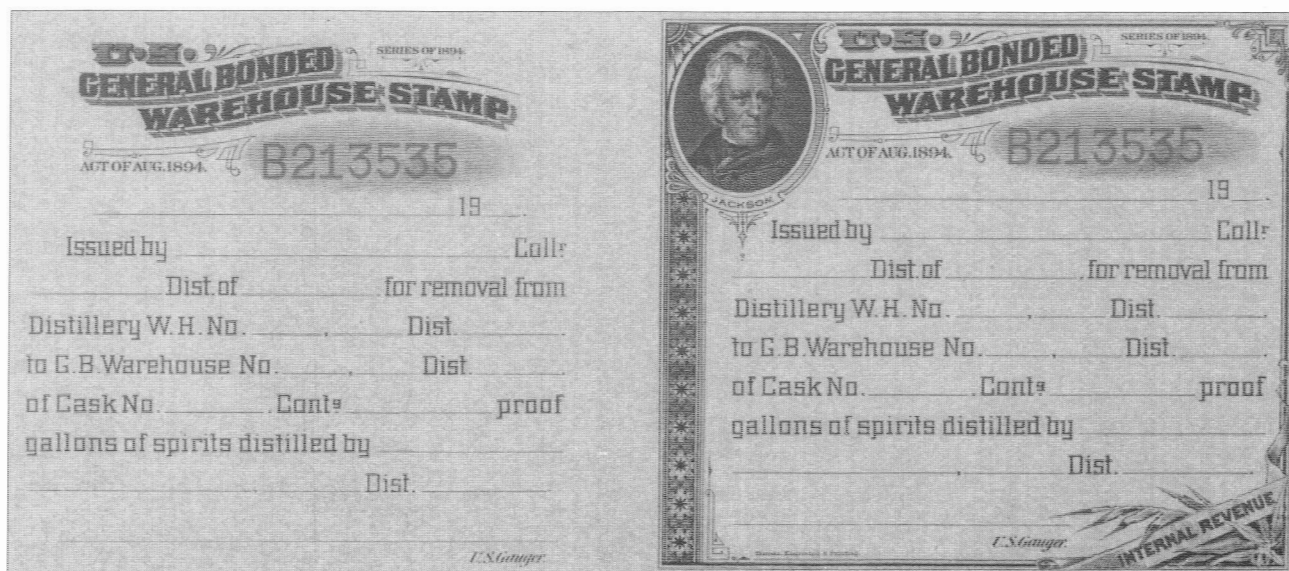 U.S.
SERIES OF 1894.
GENERAL BONDED
WAREHOUSE STAMP
ACT OF AUG. 1894. B213535
19
Issued by Collr
Dist. of for removal from
Distillery W. H. No. , Dist.
to G. B. Warehouse No. , Dist.
of Cask No. , Conts proof
gallons of spirits distilled by
Dist.
U.S. Gauger.
U.S.
SERIES OF 1894.
GENERAL BONDED
WAREHOUSE STAMP
ACT OF AUG. 1894. B213535
JACKSON
19
Issued by Collr
Dist. of , for removal from
Distillery W. H. No. , Dist.
to G. B. Warehouse No. , Dist.
of Cask No. , Conts proof
gallons of spirits distilled by
, Dist.
U.S. Gauger.
INTERNAL REVENUE